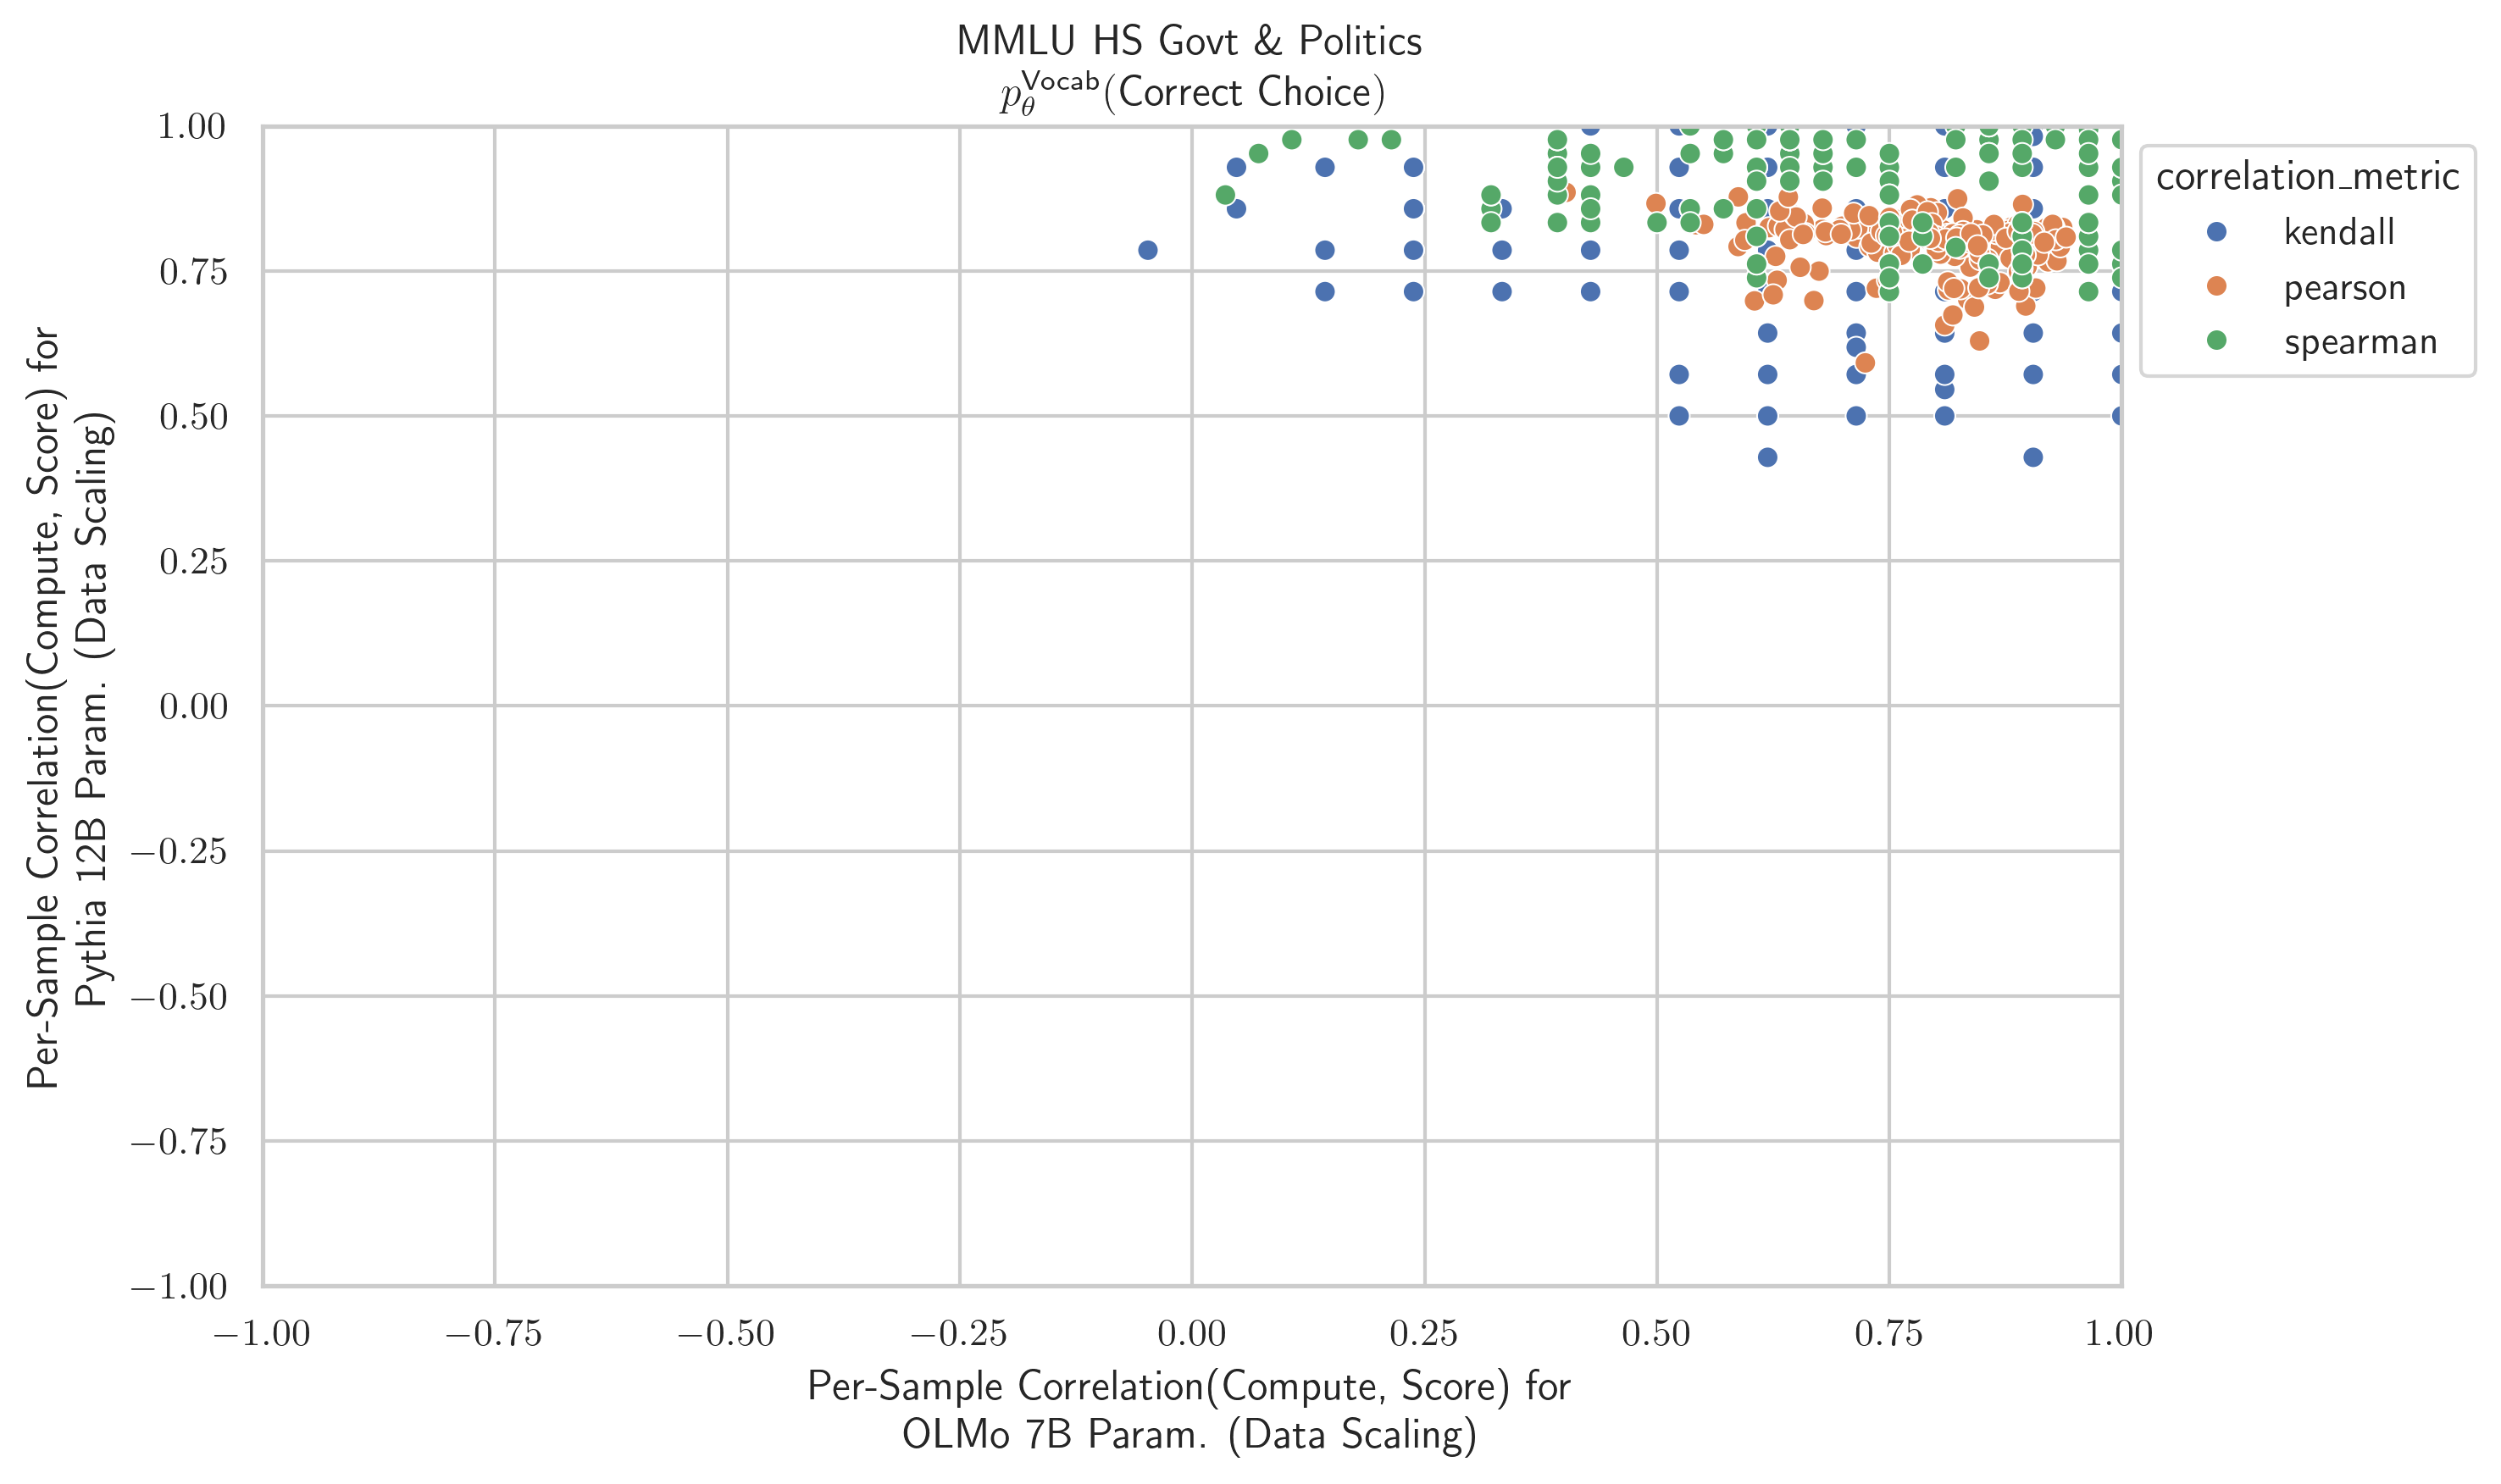 MMLU HS Govt & Politics
p_θ^Vocab(Correct Choice)
1.00
0.75
0.50
0.25
0.00
−0.25
−0.50
−0.75
−1.00
Per-Sample Correlation(Compute, Score) for
Pythia 12B Param. (Data Scaling)
−1.00 −0.75 −0.50 −0.25 0.00 0.25 0.50 0.75 1.00
Per-Sample Correlation(Compute, Score) for
OLMo 7B Param. (Data Scaling)
correlation_metric
kendall
pearson
spearman